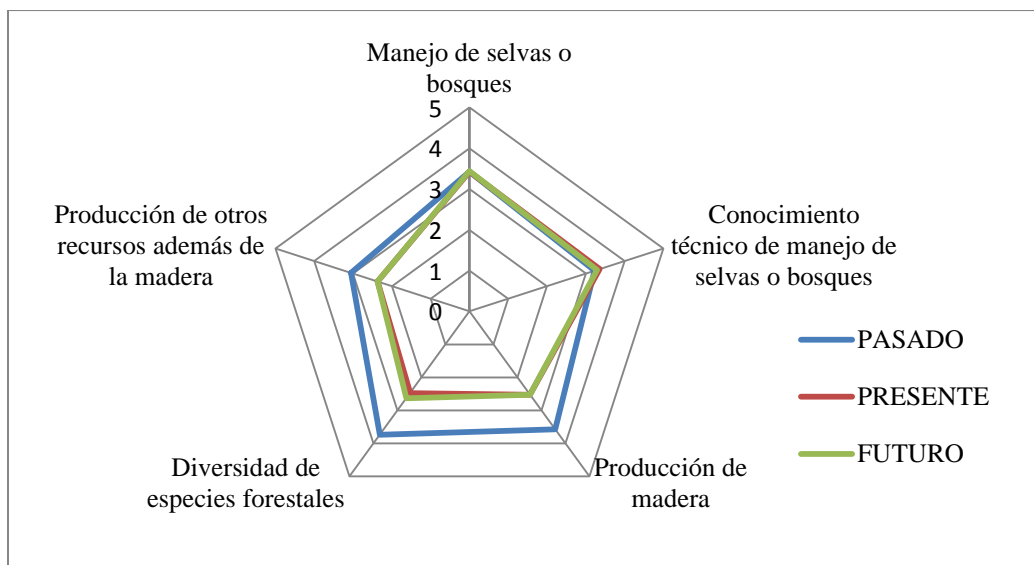 Manejo de selvas o
bosques
5
4
3
2
1
0
Conocimiento
técnico de manejo de
selvas o bosques
Producción de
madera
Diversidad de
especies forestales
Producción de otros
recursos además de
la madera
PASADO
PRESENTE
FUTURO